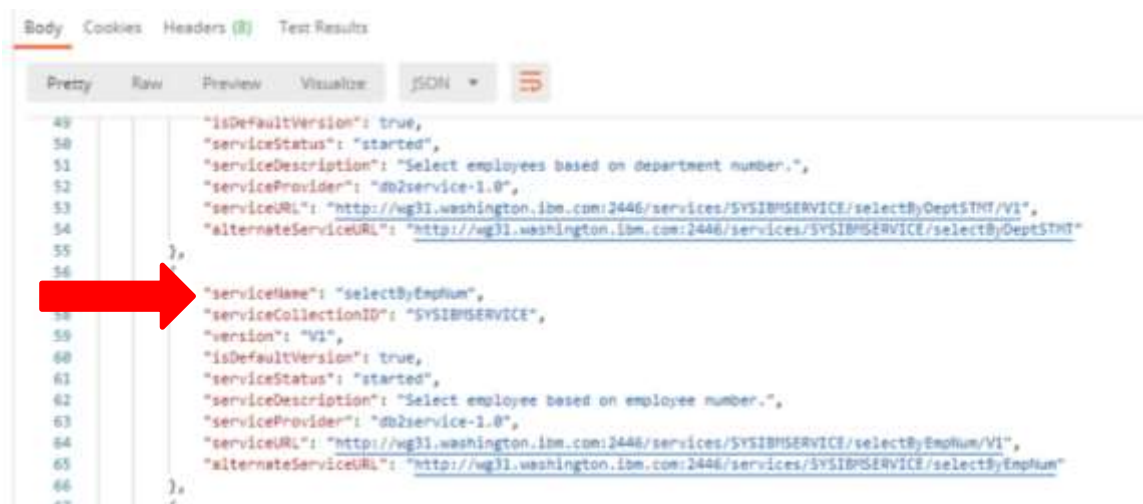 Body Cookies Headers (8) Test Results
Pretty Raw Preview Visualize JSON
49 "isDefaultVersion": true,
50 "serviceStatus": "started",
51 "serviceDescription": "Select employees based on department number.",
52 "serviceProvider": "db2service-1.0",
53 "serviceURL": "http://wg31.washington.ibm.com:2446/services/SYSIBMSERVICE/selectByDeptSTMT/V1",
54 "alternateServiceURL": "http://wg31.washington.ibm.com:2446/services/SYSIBMSERVICE/selectByDeptSTMT"
55 },
56
"serviceName": "selectByEmpNum",
58 "serviceCollectionID": "SYSIBMSERVICE",
59 "version": "V1",
60 "isDefaultVersion": true,
61 "serviceStatus": "started",
62 "serviceDescription": "Select employee based on employee number.",
63 "serviceProvider": "db2service-1.0",
64 "serviceURL": "http://wg31.washington.ibm.com:2446/services/SYSIBMSERVICE/selectByEmpNum/V1",
65 "alternateServiceURL": "http://wg31.washington.ibm.com:2446/services/SYSIBMSERVICE/selectByEmpNum"
66 },